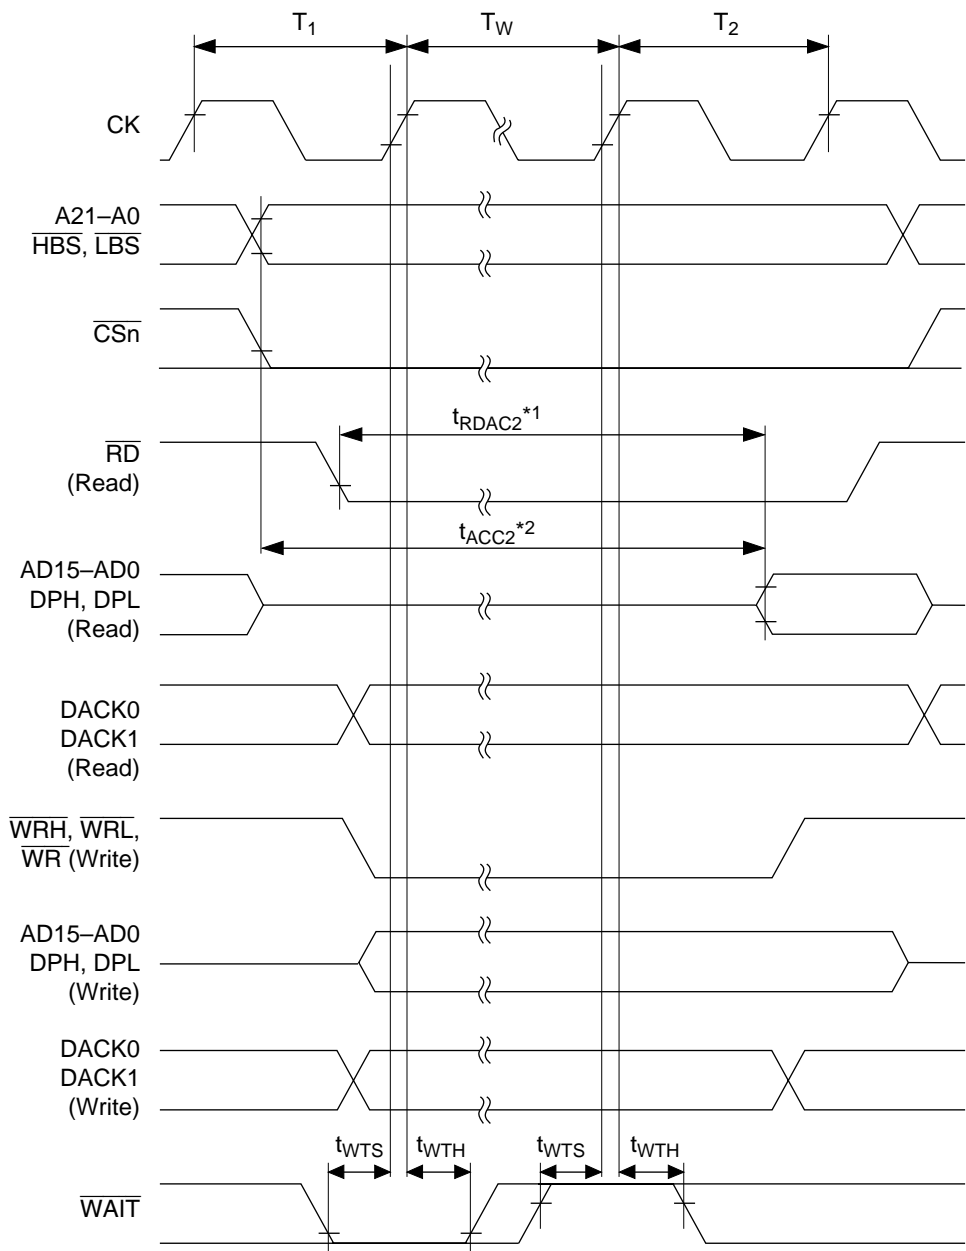 T1 TW T2
CK
A21–A0
HBS, LBS
CSn
tRDAC2*1
RD
(Read)
tACC2*2
AD15–AD0
DPH, DPL
(Read)
DACK0
DACK1
(Read)
WRH, WRL,
WR (Write)
AD15–AD0
DPH, DPL
(Write)
DACK0
DACK1
(Write)
tWTS tWTH tWTS tWTH
WAIT